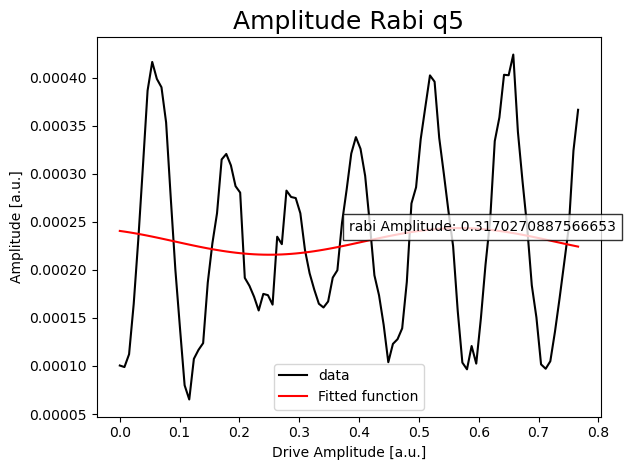 Amplitude Rabi q5
Amplitude [a.u.]
0.00040
0.00035
0.00030
0.00025
0.00020
0.00015
0.00010
0.00005
rabi Amplitude: 0.3170270887566653
data
Fitted function
0.0 0.1 0.2 0.3 0.4 0.5 0.6 0.7 0.8
Drive Amplitude [a.u.]